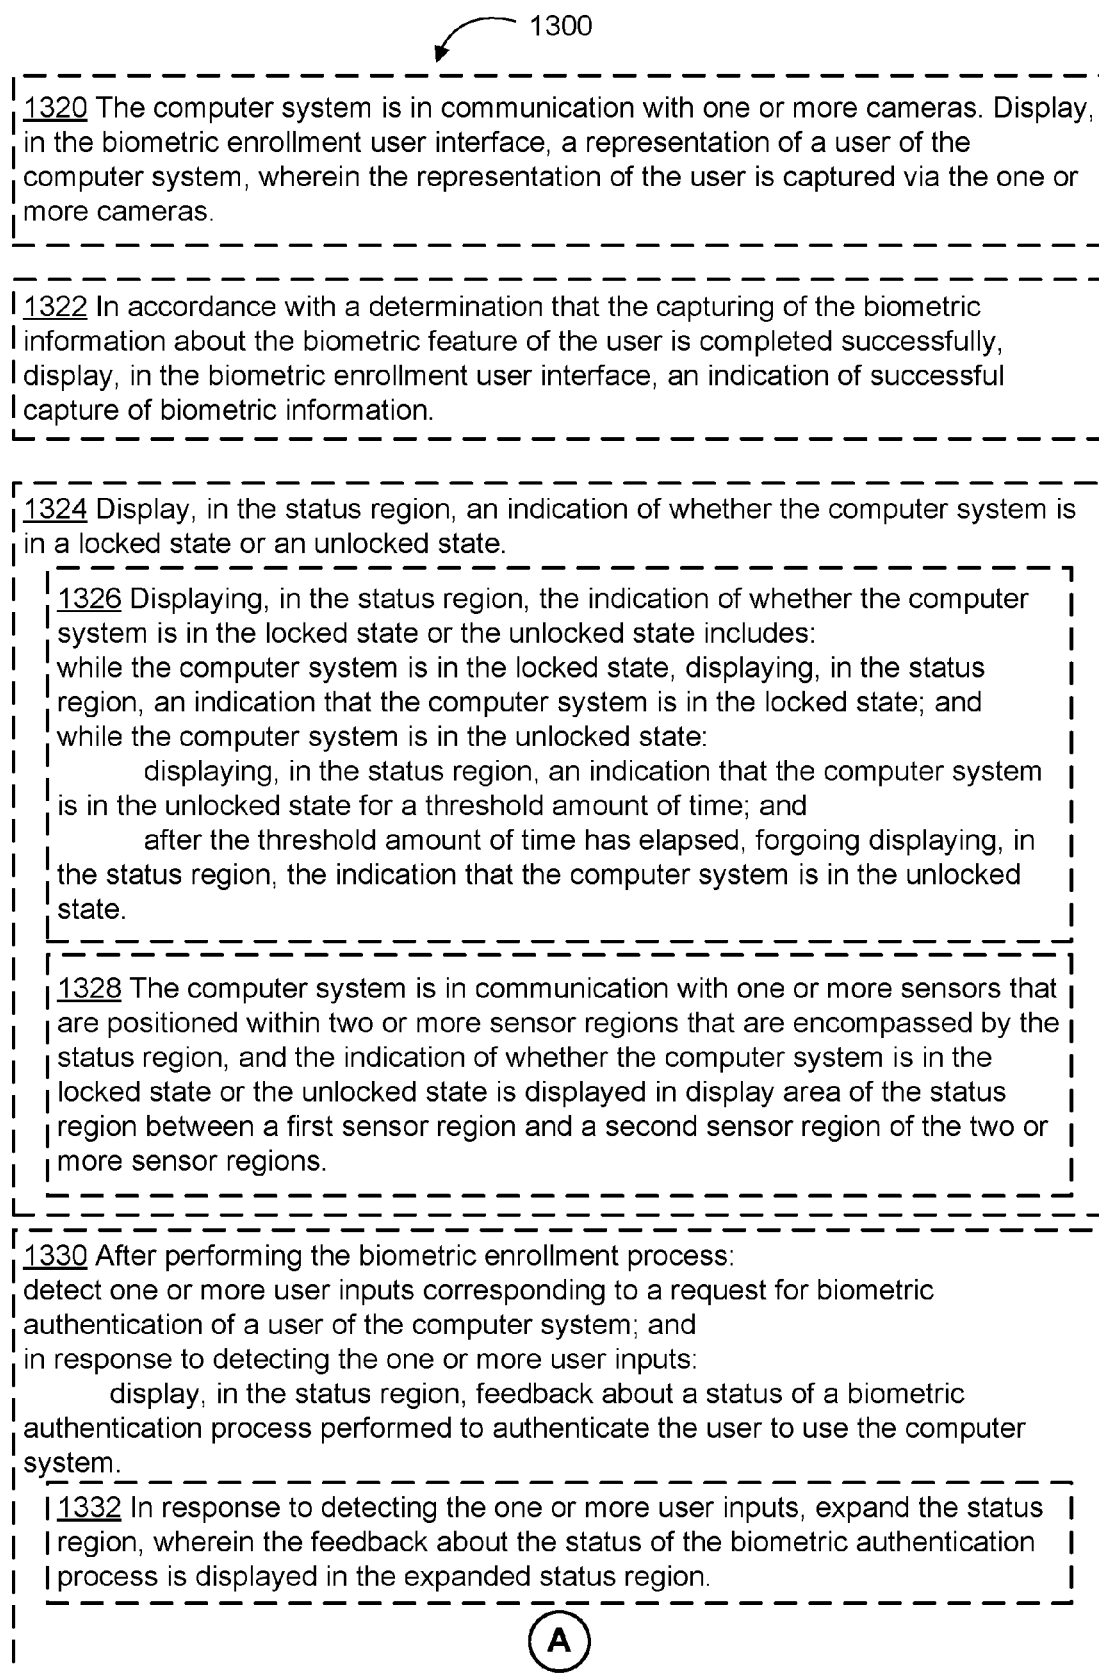 1300
1320 The computer system is in communication with one or more cameras. Display,
in the biometric enrollment user interface, a representation of a user of the
computer system, wherein the representation of the user is captured via the one or
more cameras.
1322 In accordance with a determination that the capturing of the biometric
information about the biometric feature of the user is completed successfully,
display, in the biometric enrollment user interface, an indication of successful
capture of biometric information.
1324 Display, in the status region, an indication of whether the computer system is
in a locked state or an unlocked state.
1326 Displaying, in the status region, the indication of whether the computer
system is in the locked state or the unlocked state includes:
while the computer system is in the locked state, displaying, in the status
region, an indication that the computer system is in the locked state; and
while the computer system is in the unlocked state:
displaying, in the status region, an indication that the computer system
is in the unlocked state for a threshold amount of time; and
after the threshold amount of time has elapsed, forgoing displaying, in
the status region, the indication that the computer system is in the unlocked
state.
1328 The computer system is in communication with one or more sensors that
are positioned within two or more sensor regions that are encompassed by the
status region, and the indication of whether the computer system is in the
locked state or the unlocked state is displayed in display area of the status
region between a first sensor region and a second sensor region of the two or
more sensor regions.
1330 After performing the biometric enrollment process:
detect one or more user inputs corresponding to a request for biometric
authentication of a user of the computer system; and
in response to detecting the one or more user inputs:
display, in the status region, feedback about a status of a biometric
authentication process performed to authenticate the user to use the computer
system.
1332 In response to detecting the one or more user inputs, expand the status
region, wherein the feedback about the status of the biometric authentication
process is displayed in the expanded status region.
A